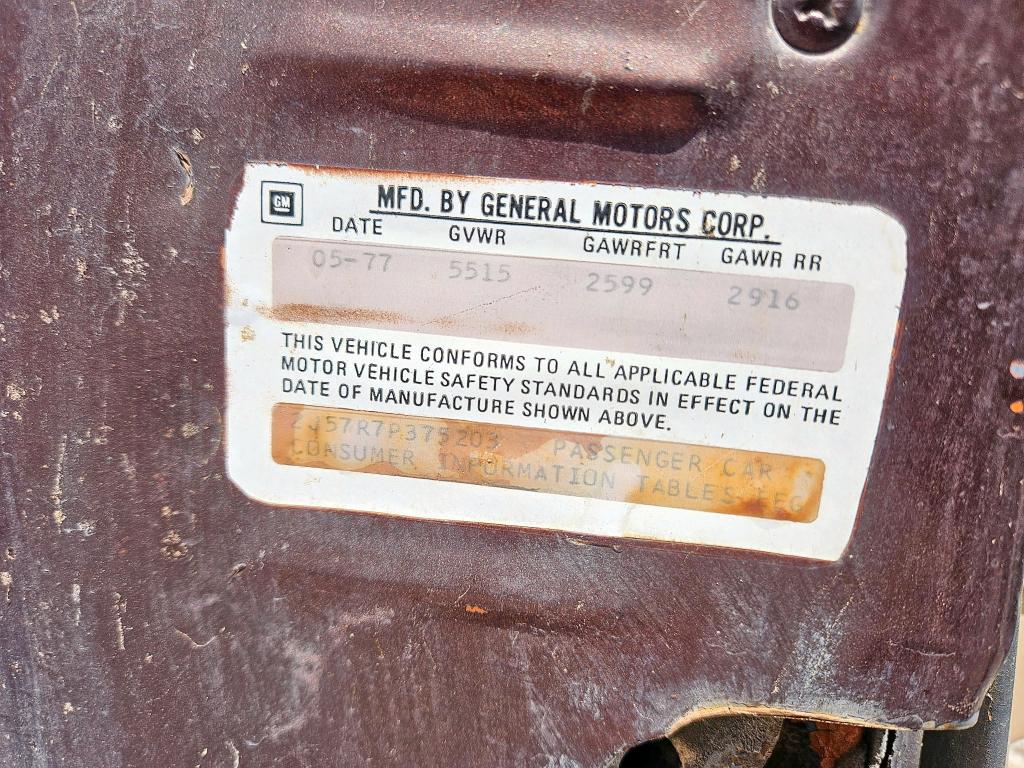 GM
MFD. BY GENERAL MOTORS CORP.
DATE GVWR GAWRFRT GAWR RR
05-77 5515 2599 2916
THIS VEHICLE CONFORMS TO ALL APPLICABLE FEDERAL
MOTOR VEHICLE SAFETY STANDARDS IN EFFECT ON THE
DATE OF MANUFACTURE SHOWN ABOVE.
2J57R7P375203 PASSENGER CAR
CONSUMER INFORMATION TABLES